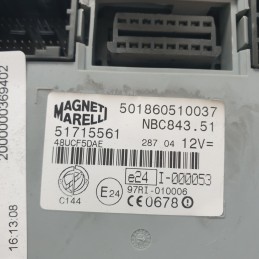 MAGNETI
MARELLI
501860510037
NBC843.51
51715561
48UCF5DAE
287 04 12V=
e24 I-000053
E24 97RI-010006
C144
CE0678
2000000369402
16:13.08